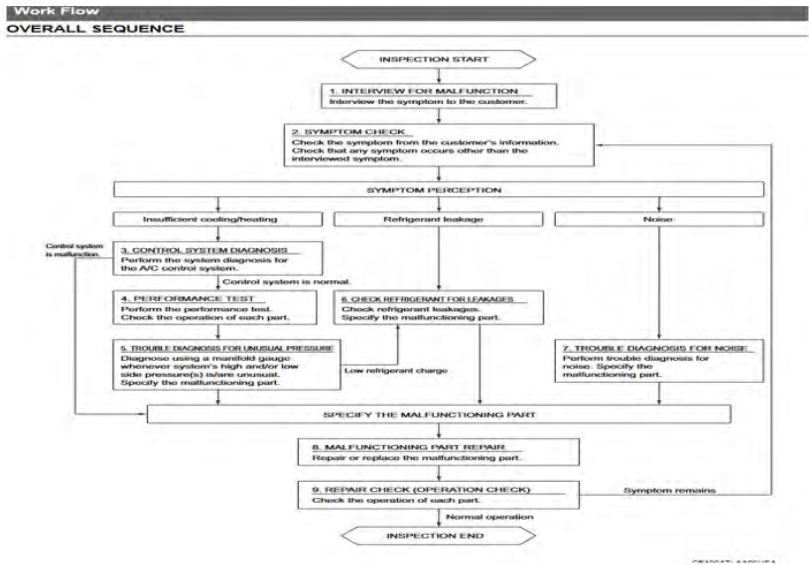 Work Flow
OVERALL SEQUENCE
INSPECTION START
1. INTERVIEW FOR MALFUNCTION
Interview the symptom to the customer.
2. SYMPTOM CHECK
Check the symptom from the customer's information.
Check that any symptom occurs other than the
interviewed symptom.
SYMPTOM PERCEPTION
Insufficient cooling/heating
Refrigerant leakage
Noise
Control system
is malfunction.
3. CONTROL SYSTEM DIAGNOSIS
Perform the system diagnosis for
the A/C control system.
Control system is normal.
4. PERFORMANCE TEST
Perform the performance test.
Check the operation of each part.
6. CHECK REFRIGERANT FOR LEAKAGES
Check refrigerant leakages.
Specify the malfunctioning part.
5. TROUBLE DIAGNOSIS FOR UNUSUAL PRESSURE
Diagnose using a manifold gauge
whenever system's high and/or low
side pressure(s) is/are unusual.
Specify the malfunctioning part.
Low refrigerant charge
7. TROUBLE DIAGNOSIS FOR NOISE
Perform trouble diagnosis for
noise. Specify the
malfunctioning part.
SPECIFY THE MALFUNCTIONING PART
8. MALFUNCTIONING PART REPAIR
Repair or replace the malfunctioning part.
9. REPAIR CHECK (OPERATION CHECK)
Check the operation of each part.
Symptom remains
Normal operation
INSPECTION END